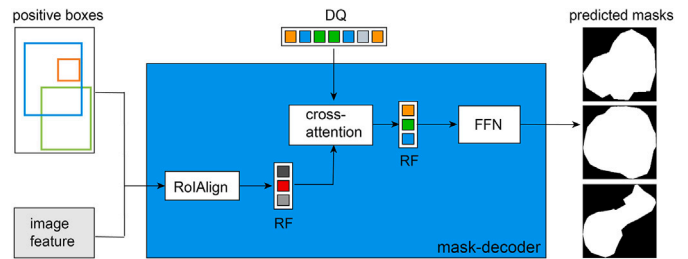 positive boxes
DQ
predicted masks
cross-
attention
FFN
RF
RoIAlign
RF
image
feature
mask-decoder